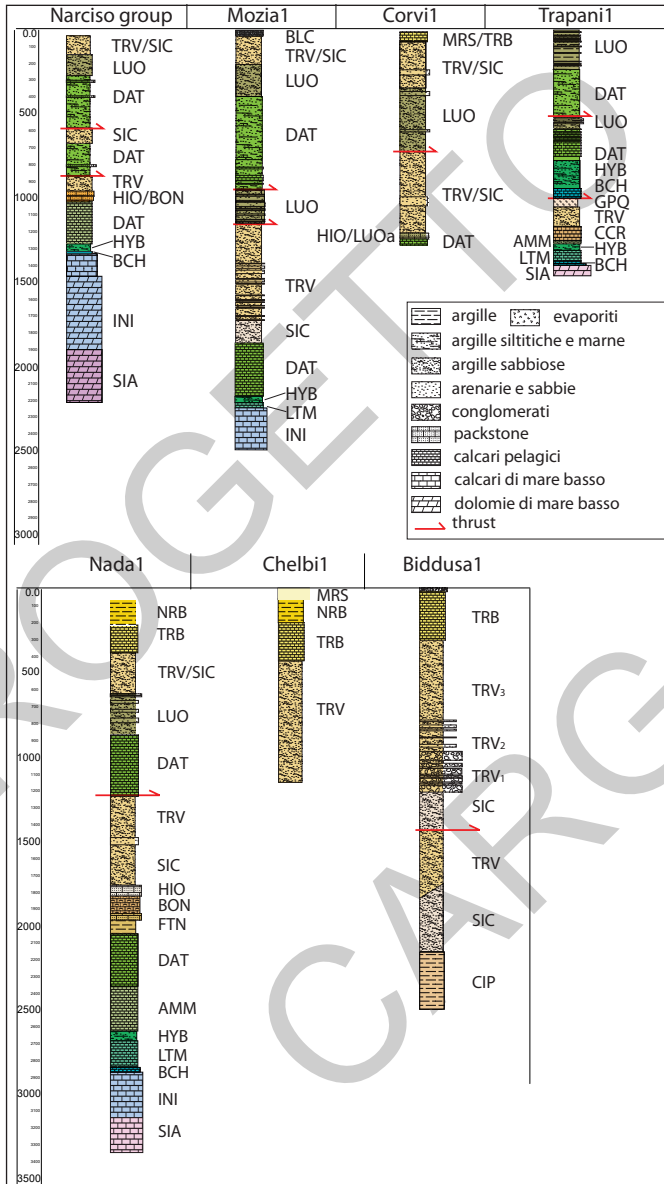 Narciso group
Mozia1
Corvi1
Trapani1
0.0
500
1000
1500
2000
2500
3000
TRV/SIC
LUO
DAT
SIC
DAT
TRV
HIO/BON
DAT
HYB
BCH
INI
SIA
BLC
TRV/SIC
LUO
DAT
LUO
TRV
SIC
DAT
HYB
LTM
INI
MRS/TRB
TRV/SIC
LUO
TRV/SIC
HIO/LUOa
DAT
LUO
DAT
LUO
DAT
HYB
BCH
GPQ
TRV
CCR
AMM
HYB
LTM
BCH
SIA
argille
evaporiti
argille siltitiche e marne
argille sabbiose
arenarie e sabbie
conglomerati
packstone
calcari pelagici
calcari di mare basso
dolomie di mare basso
thrust
Nada1
Chelbi1
Biddusa1
0.0
500
1000
1500
2000
2500
3000
3500
NRB
TRB
TRV/SIC
LUO
DAT
TRV
SIC
HIO
BON
FTN
DAT
AMM
HYB
LTM
BCH
INI
SIA
MRS
NRB
TRB
TRV
TRB
TRV3
TRV2
TRV1
SIC
TRV
SIC
CIP
ROGETTO
CARG